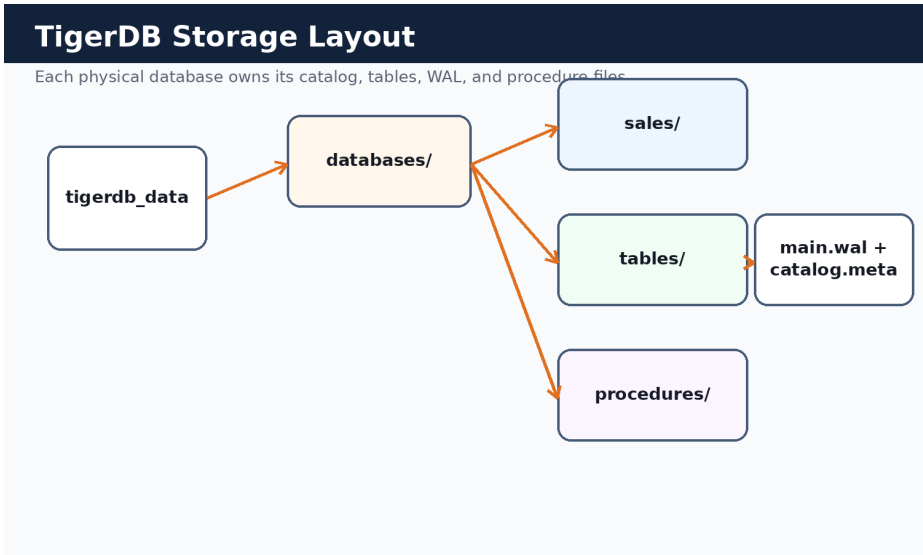 TigerDB Storage Layout
Each physical database owns its catalog, tables, WAL, and procedure files.
tigerdb_data
databases/
sales/
tables/
main.wal +
catalog.meta
procedures/